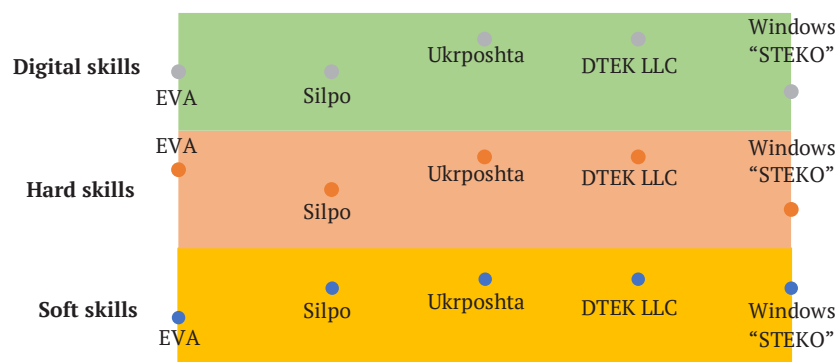 Digital skills
EVA
Silpo
Ukrposhta
DTEK LLC
Windows
“STEKO”
Hard skills
EVA
Silpo
Ukrposhta
DTEK LLC
Windows
“STEKO”
Soft skills
EVA
Silpo
Ukrposhta
DTEK LLC
Windows
“STEKO”